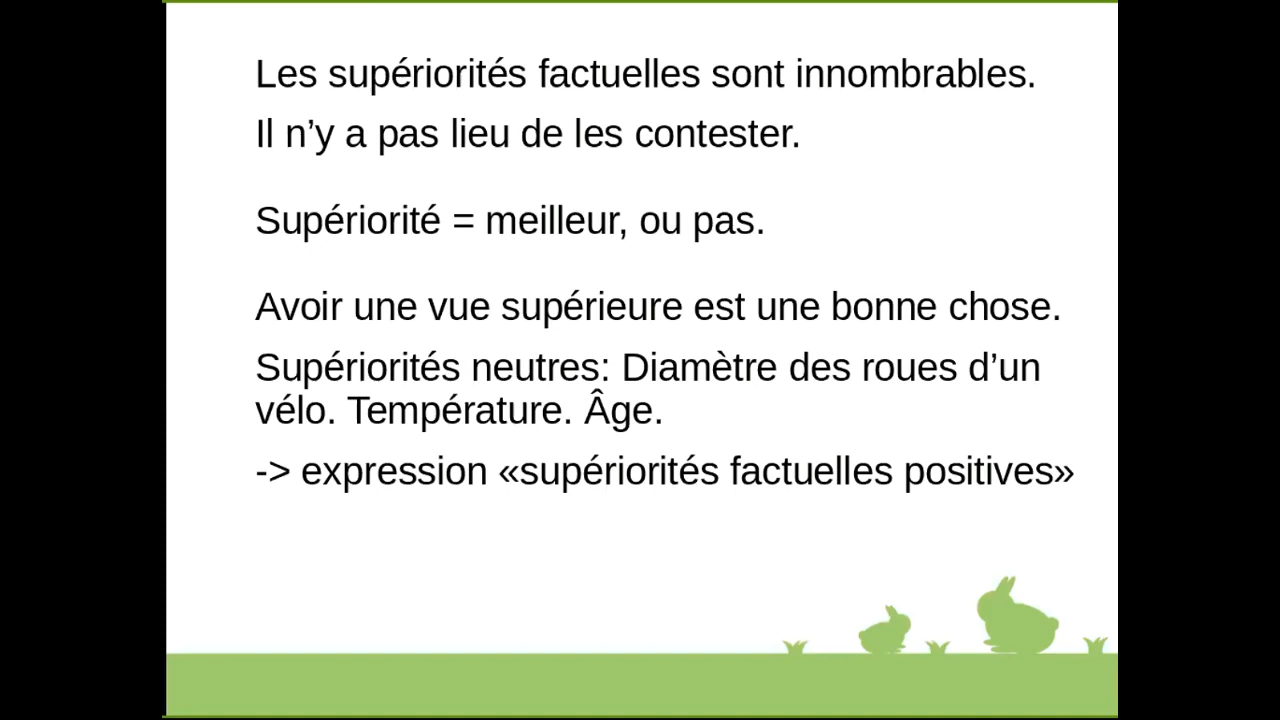 Les supériorités factuelles sont innombrables.
Il n’y a pas lieu de les contester.
Supériorité = meilleur, ou pas.
Avoir une vue supérieure est une bonne chose.
Supériorités neutres: Diamètre des roues d’un
vélo. Température. Âge.
-> expression «supériorités factuelles positives»